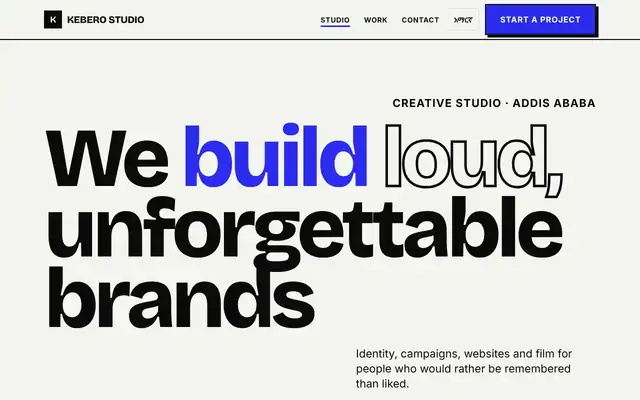 K KEBERO STUDIO
STUDIO WORK CONTACT አማርኛ START A PROJECT
CREATIVE STUDIO · ADDIS ABABA
We build loud,
unforgettable
brands
Identity, campaigns, websites and film for
people who would rather be remembered
than liked.